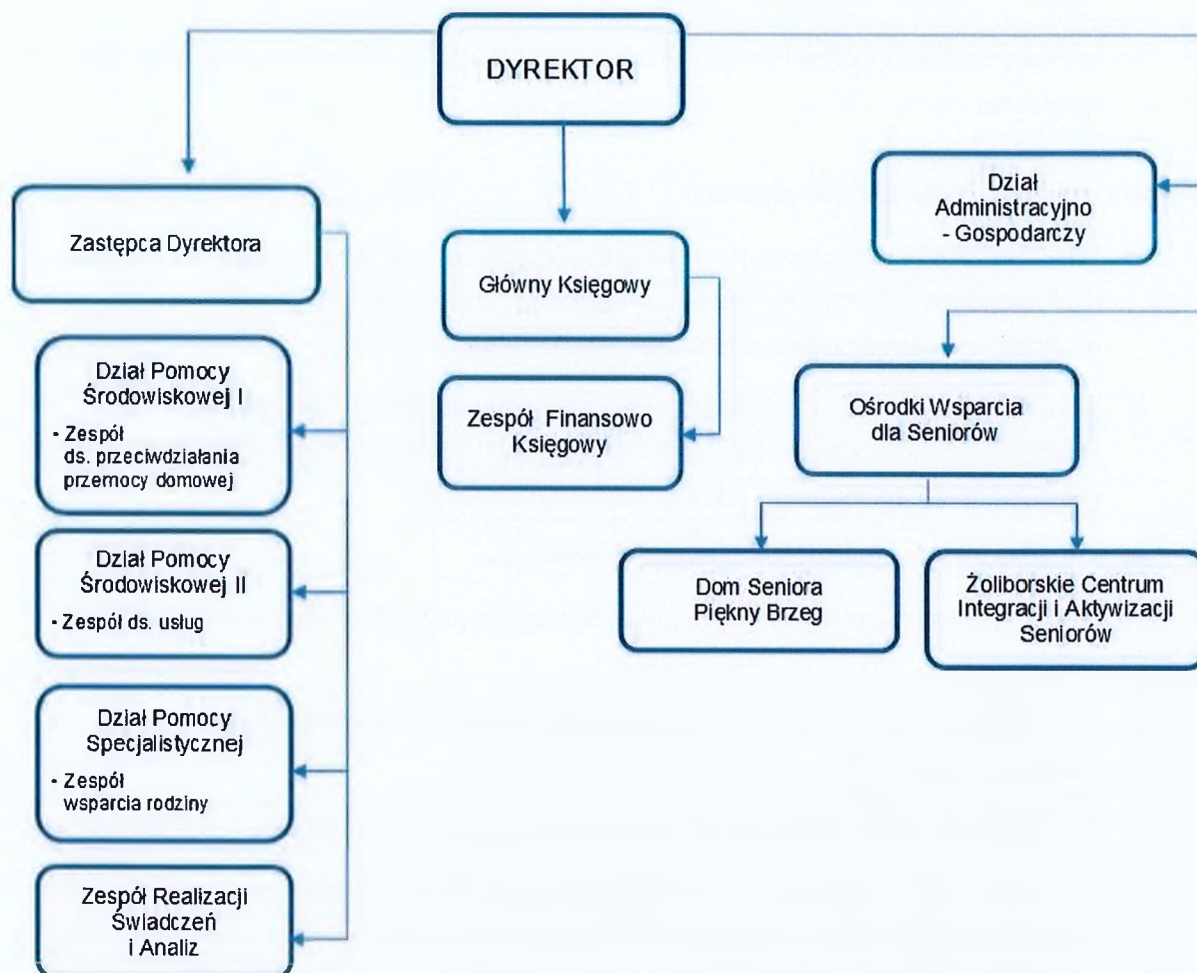 DYREKTOR
Zastępca Dyrektora
Dział Pomocy
Środowiskowej I
- Zespół
ds. przeciwdziałania
przemocy domowej
Dział Pomocy
Środowiskowej II
- Zespół ds. usług
Dział Pomocy
Specjalistycznej
- Zespół
wsparcia rodziny
Zespół Realizacji
Świadczeń
i Analiz
Główny Księgowy
Zespół Finansowo
Księgowy
Dział
Administracyjno
- Gospodarczy
Ośrodki Wsparcia
dla Seniorów
Dom Seniora
Piękny Brzeg
Żoliborskie Centrum
Integracji i Aktywizacji
Seniorów